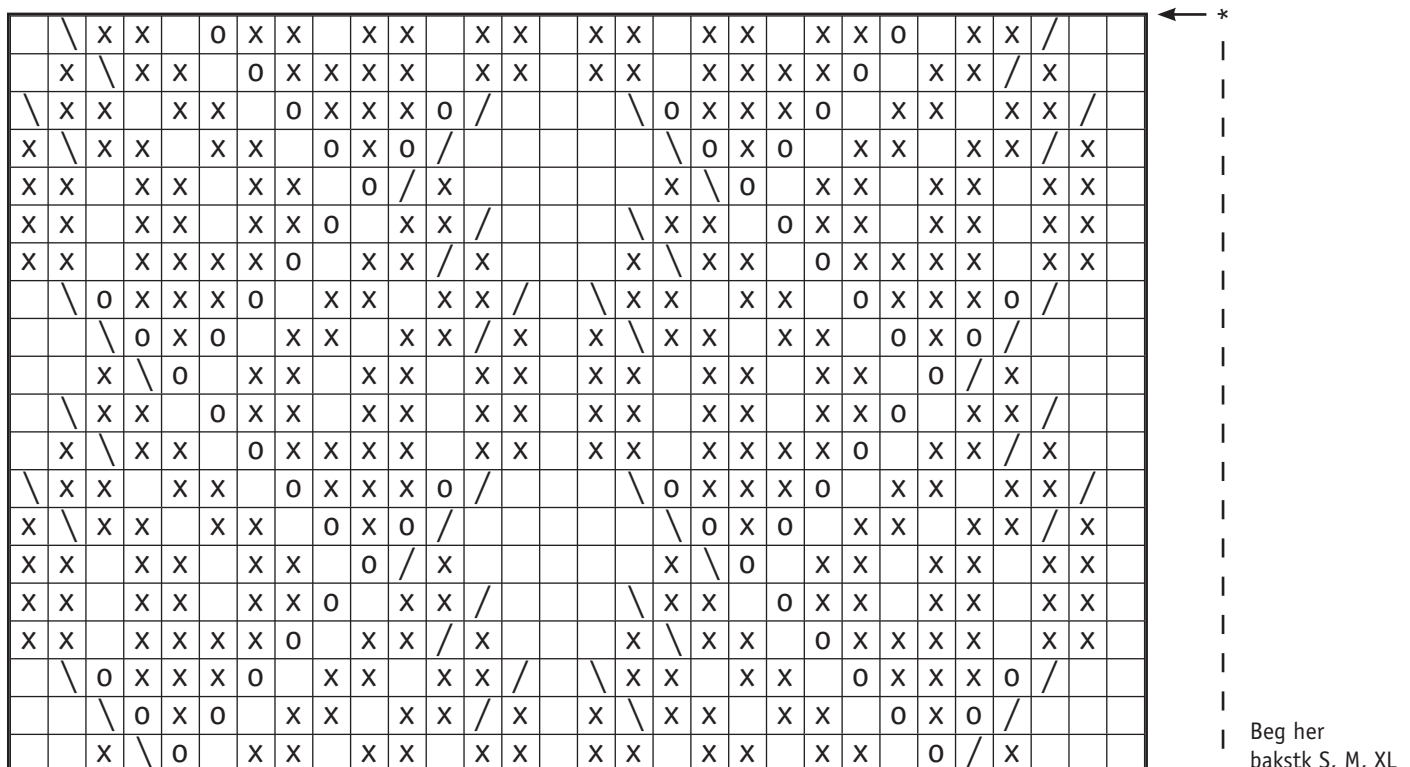 \ x x o x x x x x x x x x x x x o x x / *
x \ x x o x x x x x x x x x x x x o x x / x
\ x x x x o x x x o / \ o x x x o x x x x /
x \ x x x x o x o / \ o x o x x x x / x
x x x x x x o / x x \ o x x x x x x
x x x x x x o x x / \ x x o x x x x x x
x x x x x x o x x / x x \ x x o x x x x x x
\ o x x x o x x x x / \ x x x x o x x x o /
\ o x o x x x x / x x \ x x x x o x o /
x \ o x x x x x x x x x x x x o / x
\ x x o x x x x x x x x x x x x o x x /
x \ x x o x x x x x x x x x x x x o x x / x
\ x x x x o x x x o / \ o x x x o x x x x /
x \ x x x x o x o / \ o x o x x x x / x
x x x x x x o / x x \ o x x x x x x
x x x x x x o x x / \ x x o x x x x x x
x x x x x x o x x / x x \ x x o x x x x x x
\ o x x x o x x x x / \ x x x x o x x x o /
\ o x o x x x x / x x \ x x x x o x o /
x \ o x x x x x x x x x x x x o / x
Beg her
bakstk S, M, XL